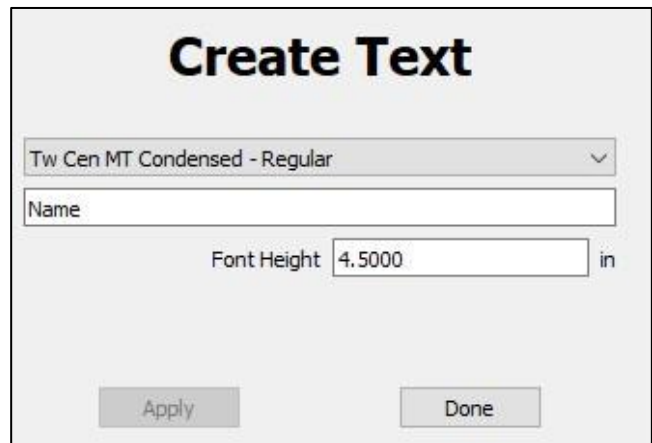 Create Text
Tw Cen MT Condensed - Regular
Name
Font Height 4.5000 in
Apply Done